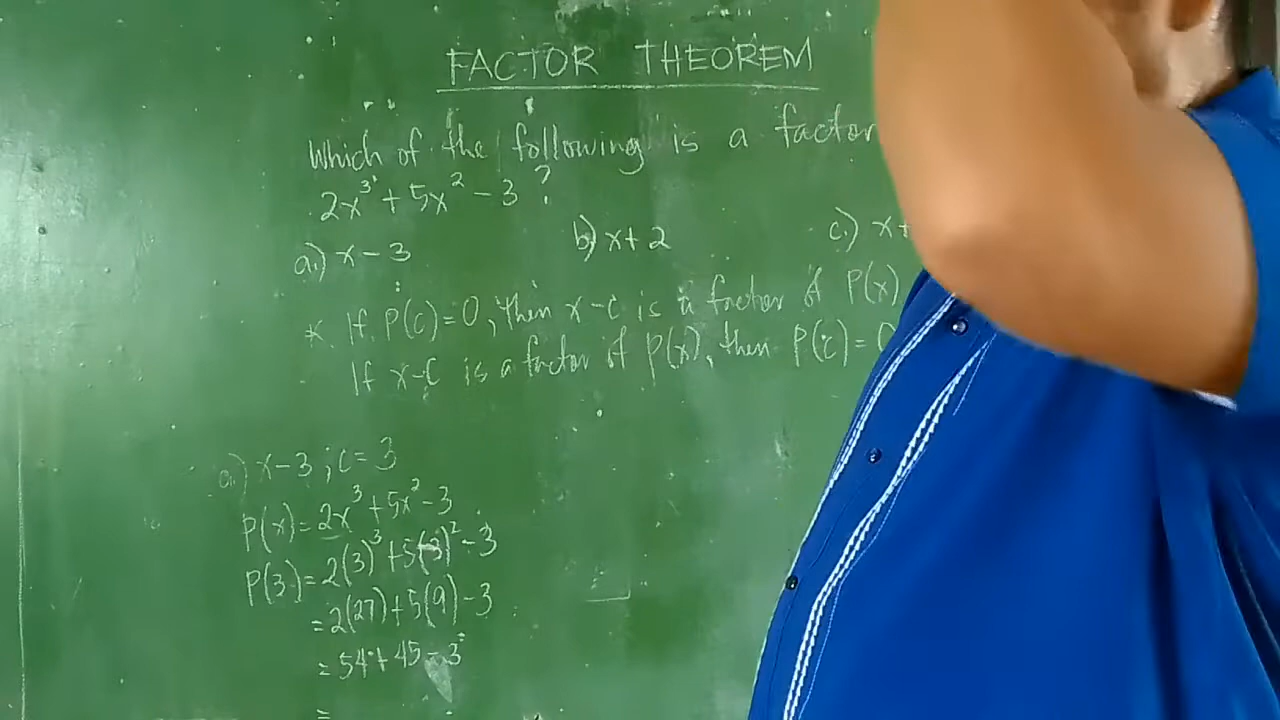 FACTOR THEOREM
Which of the following is a factor
2x³ + 5x² - 3 ?
a.) x - 3 b) x + 2 c.) x+
* If P(c) = 0, then x - c is a factor of P(x)
If x - c is a factor of P(x), then P(c) = 0
a) x - 3 ; c = 3
P(x) = 2x³ + 5x² - 3
P(3) = 2(3)³ + 5(3)² - 3
= 2(27) + 5(9) - 3
= 54 + 45 - 3
=